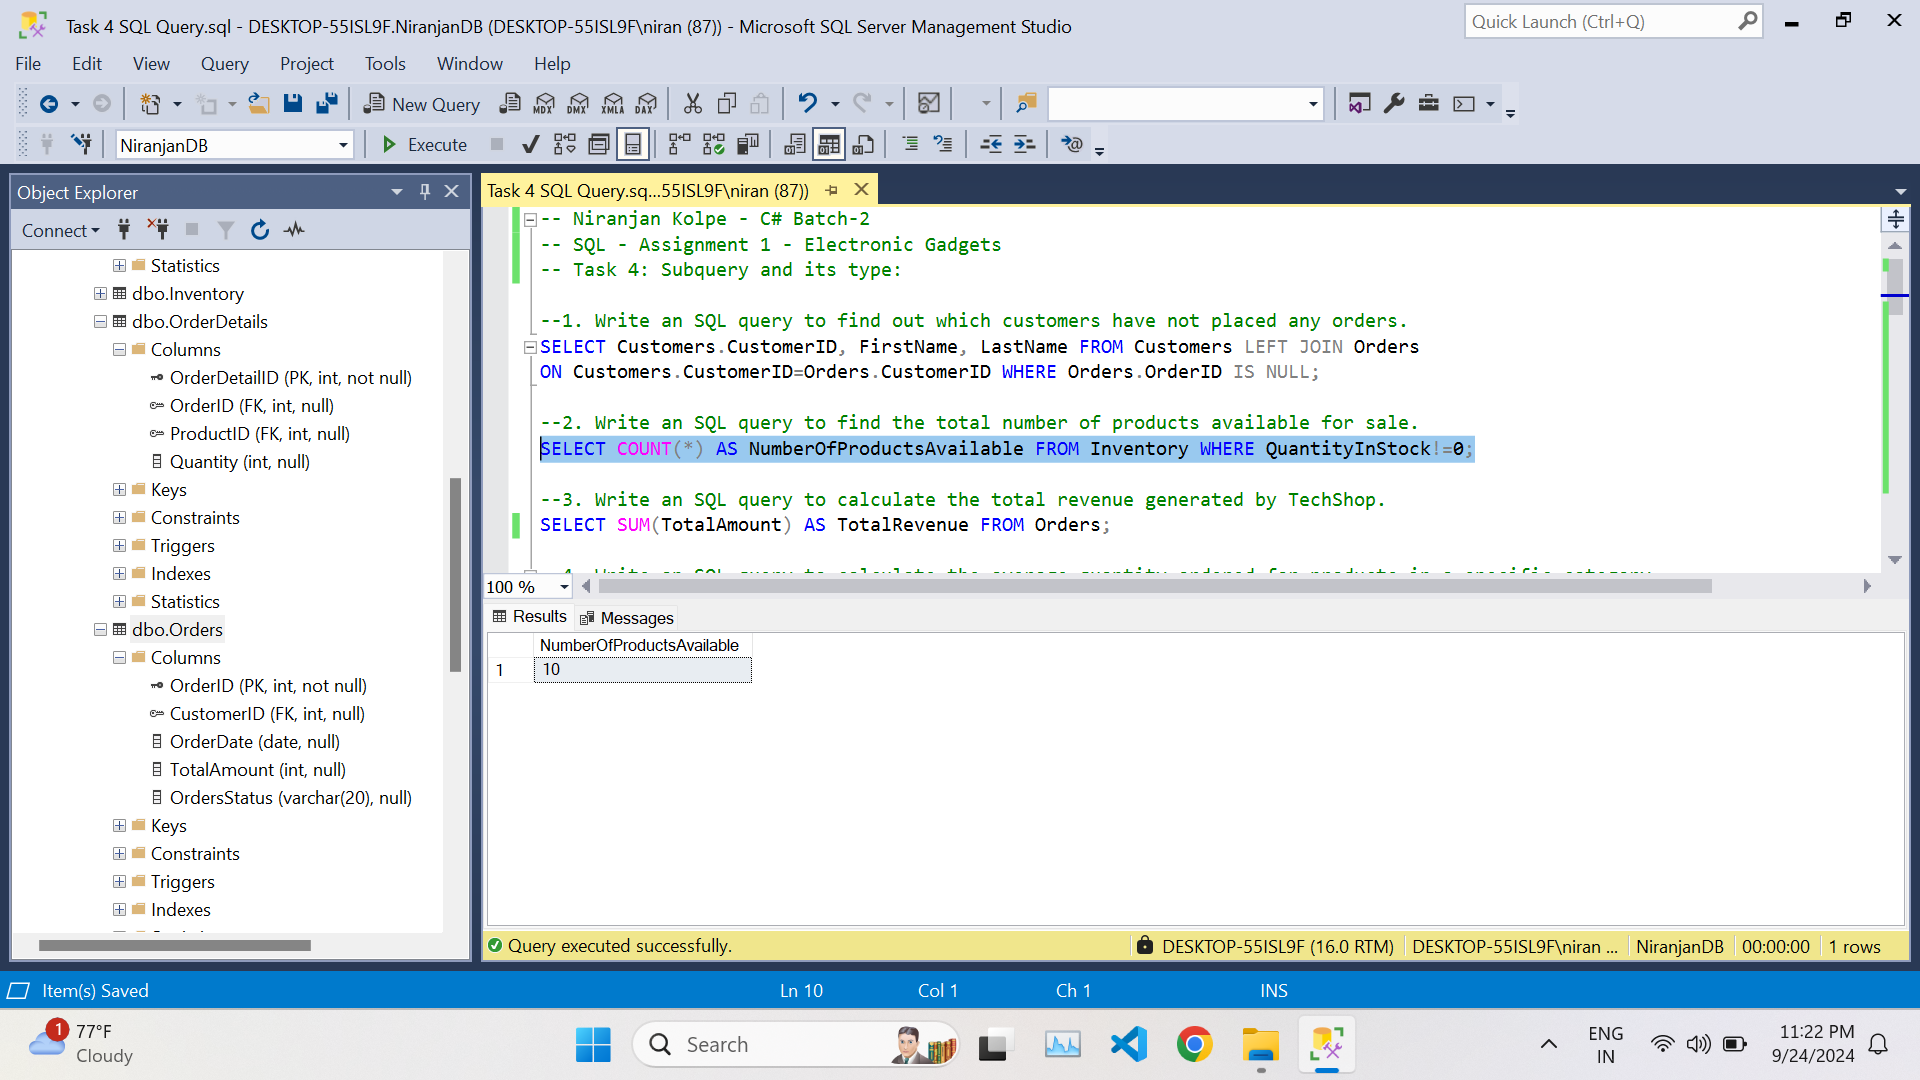 Task 4 SQL Query.sql - DESKTOP-55ISL9F.NiranjanDB (DESKTOP-55ISL9F\niran (87)) - Microsoft SQL Server Management Studio
Quick Launch (Ctrl+Q)
File Edit View Query Project Tools Window Help
New Query MDX DMX XMLA DAX
NiranjanDB Execute
Object Explorer
Connect
Statistics
dbo.Inventory
dbo.OrderDetails
Columns
OrderDetailID (PK, int, not null)
OrderID (FK, int, null)
ProductID (FK, int, null)
Quantity (int, null)
Keys
Constraints
Triggers
Indexes
Statistics
dbo.Orders
Columns
OrderID (PK, int, not null)
CustomerID (FK, int, null)
OrderDate (date, null)
TotalAmount (int, null)
OrdersStatus (varchar(20), null)
Keys
Constraints
Triggers
Indexes
Task 4 SQL Query.sq...55ISL9F\niran (87))
-- Niranjan Kolpe - C# Batch-2
-- SQL - Assignment 1 - Electronic Gadgets
-- Task 4: Subquery and its type:
--1. Write an SQL query to find out which customers have not placed any orders.
SELECT Customers.CustomerID, FirstName, LastName FROM Customers LEFT JOIN Orders
ON Customers.CustomerID=Orders.CustomerID WHERE Orders.OrderID IS NULL;
--2. Write an SQL query to find the total number of products available for sale.
SELECT COUNT(*) AS NumberOfProductsAvailable FROM Inventory WHERE QuantityInStock!=0;
--3. Write an SQL query to calculate the total revenue generated by TechShop.
SELECT SUM(TotalAmount) AS TotalRevenue FROM Orders;
100 %
Results Messages
NumberOfProductsAvailable
1 10
Query executed successfully. DESKTOP-55ISL9F (16.0 RTM) DESKTOP-55ISL9F\niran ... NiranjanDB 00:00:00 1 rows
Item(s) Saved Ln 10 Col 1 Ch 1 INS
1 77°F
Cloudy
Search
ENG
IN
11:22 PM
9/24/2024